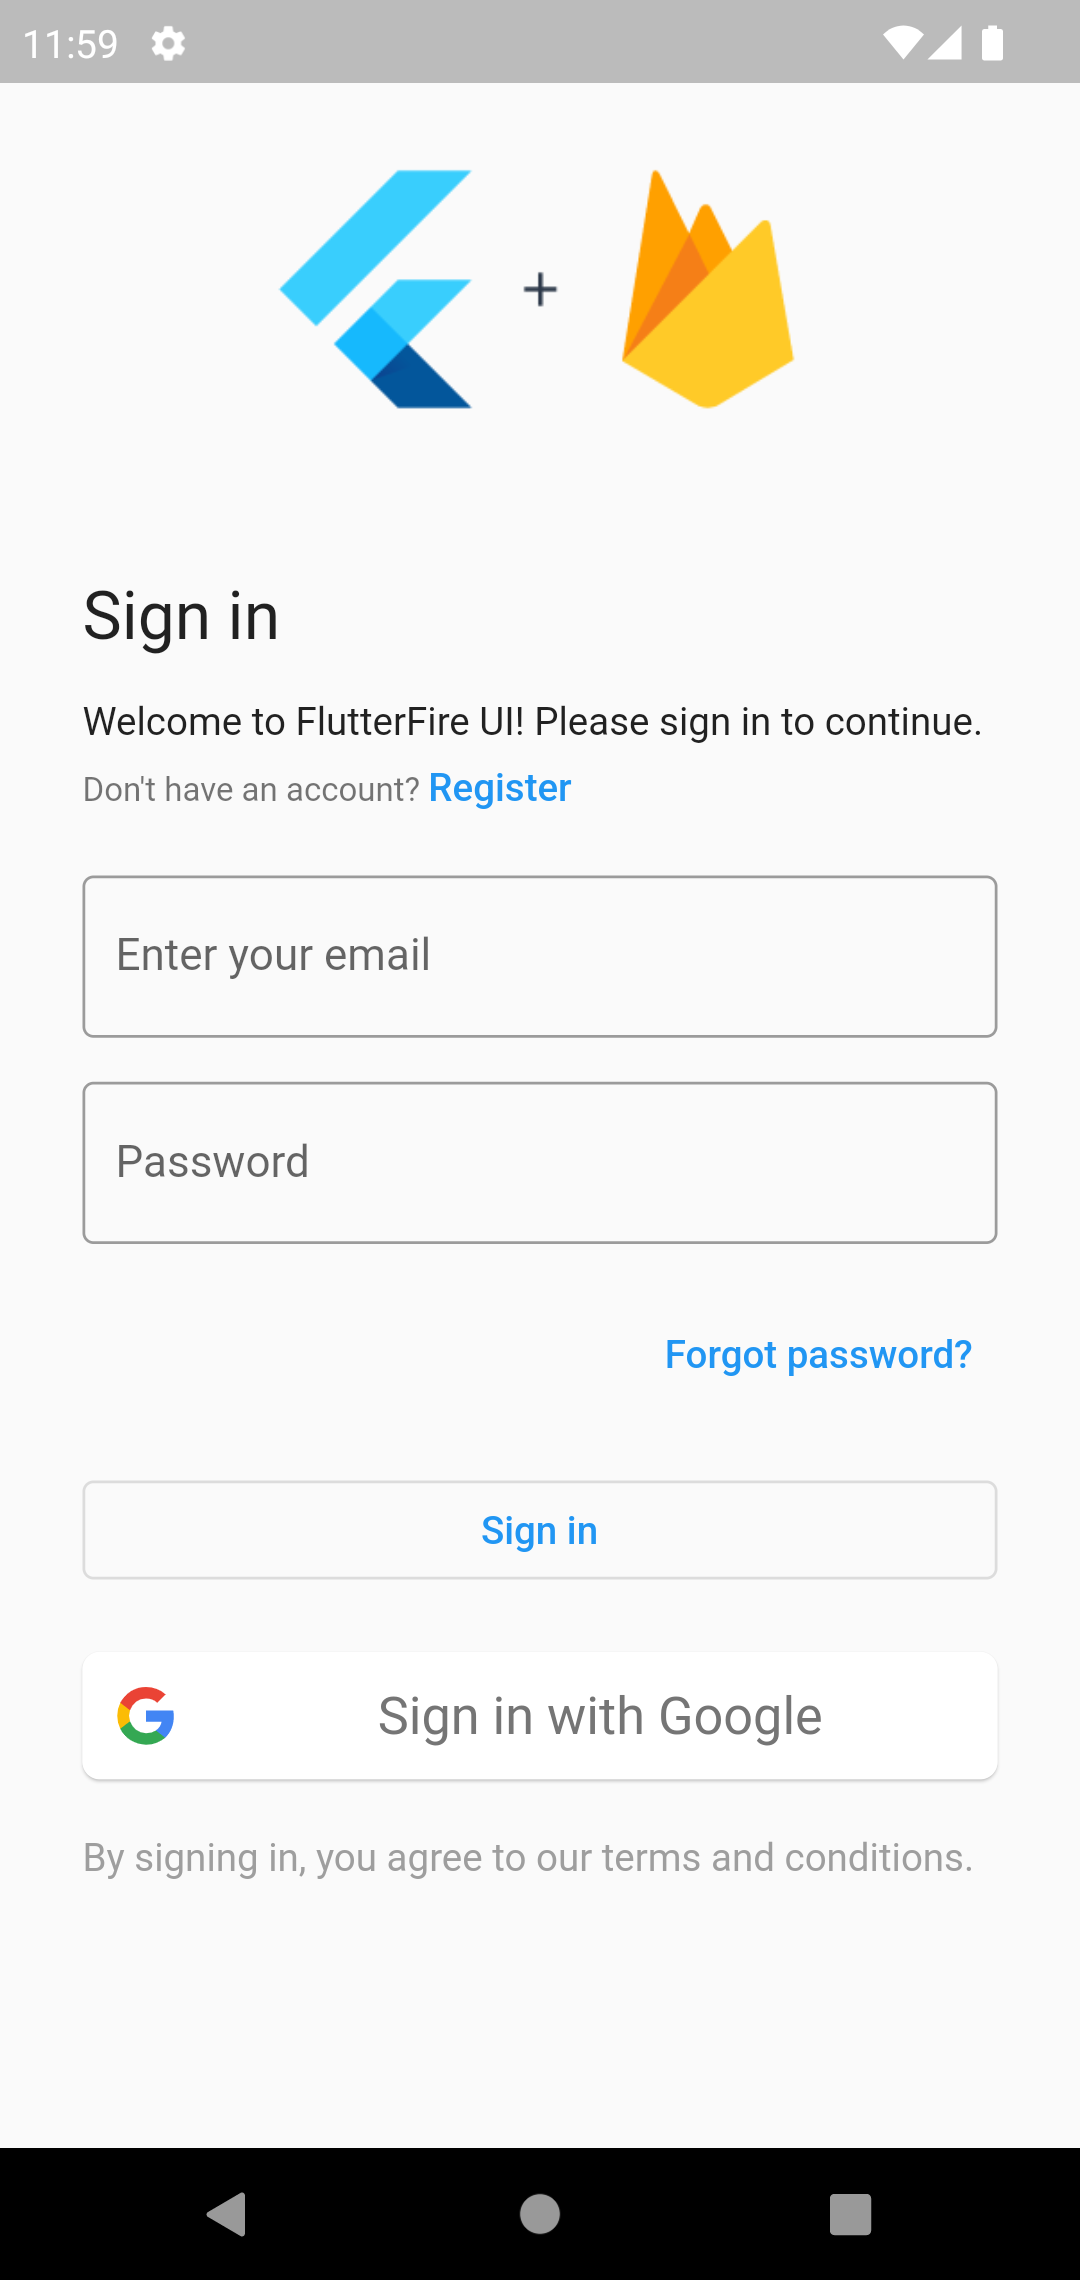 11:59
Sign in
Welcome to FlutterFire UI! Please sign in to continue.
Don't have an account? Register
Enter your email
Password
Forgot password?
Sign in
Sign in with Google
By signing in, you agree to our terms and conditions.